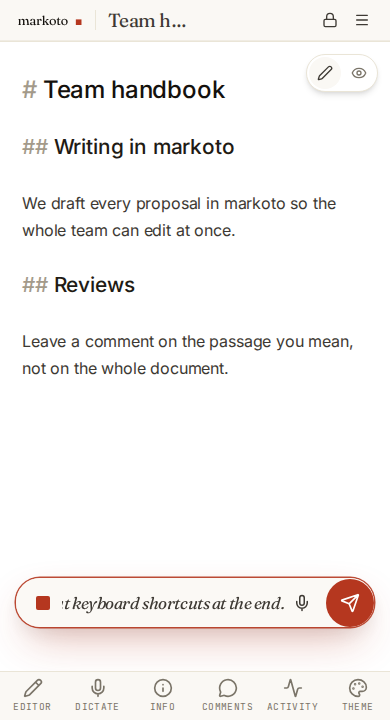 markoto
Team h...
# Team handbook
## Writing in markoto
We draft every proposal in markoto so the
whole team can edit at once.
## Reviews
Leave a comment on the passage you mean,
not on the whole document.
keyboard shortcuts at the end.
EDITOR DICTATE INFO COMMENTS ACTIVITY THEME